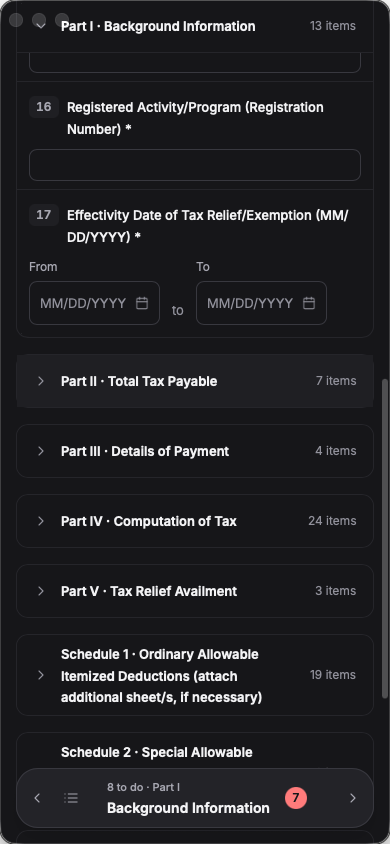 Part I · Background Information
13 items
16
Registered Activity/Program (Registration
Number) *
17
Effectivity Date of Tax Relief/Exemption (MM/
DD/YYYY) *
From
To
MM/DD/YYYY
to
MM/DD/YYYY
Part II · Total Tax Payable
7 items
Part III · Details of Payment
4 items
Part IV · Computation of Tax
24 items
Part V · Tax Relief Availment
3 items
Schedule 1 · Ordinary Allowable
Itemized Deductions (attach
additional sheet/s, if necessary)
19 items
Schedule 2 · Special Allowable
8 to do · Part I
Background Information
7